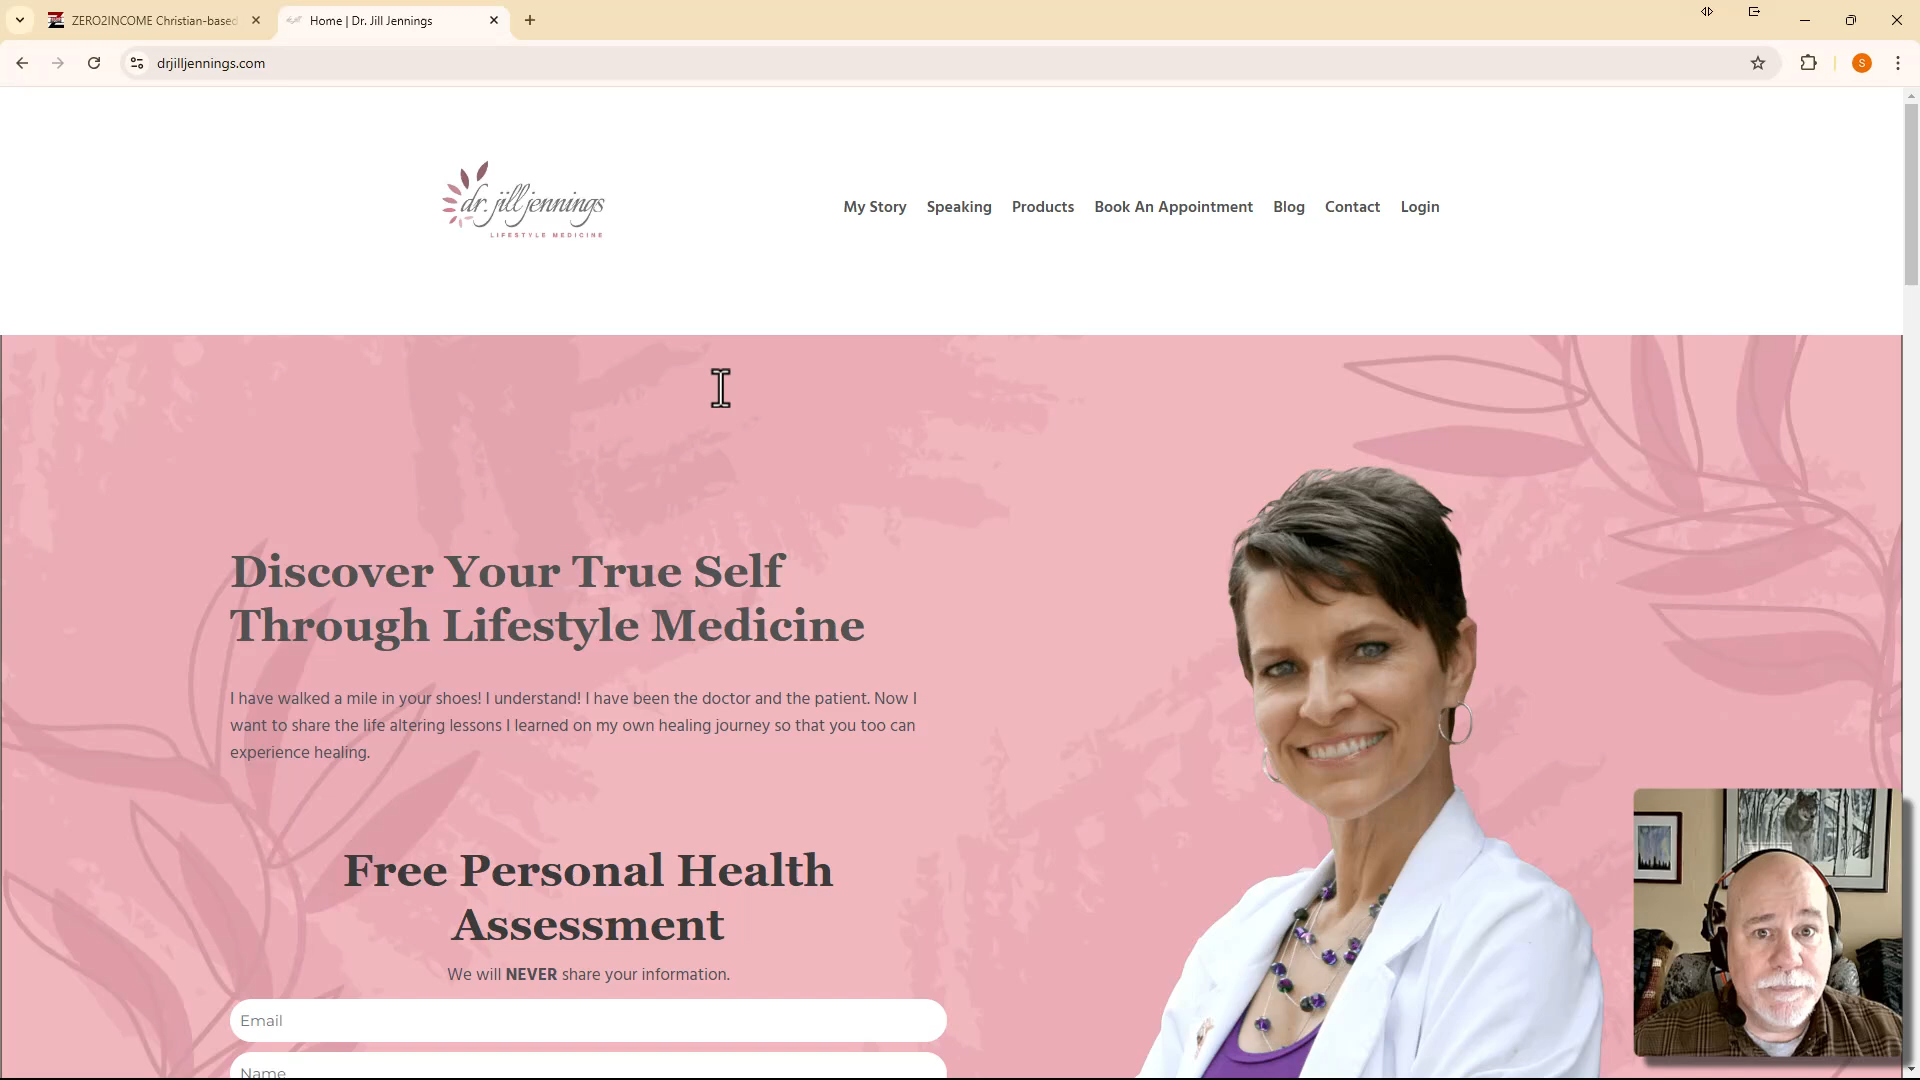 ZERO2INCOME Christian-based
Home | Dr. Jill Jennings
drjilljennings.com
S
dr. jill jennings
LIFESTYLE MEDICINE
My Story
Speaking
Products
Book An Appointment
Blog
Contact
Login
Discover Your True Self
Through Lifestyle Medicine
I have walked a mile in your shoes! I understand! I have been the doctor and the patient. Now I
want to share the life altering lessons I learned on my own healing journey so that you too can
experience healing.
Free Personal Health
Assessment
We will NEVER share your information.
Email
Name